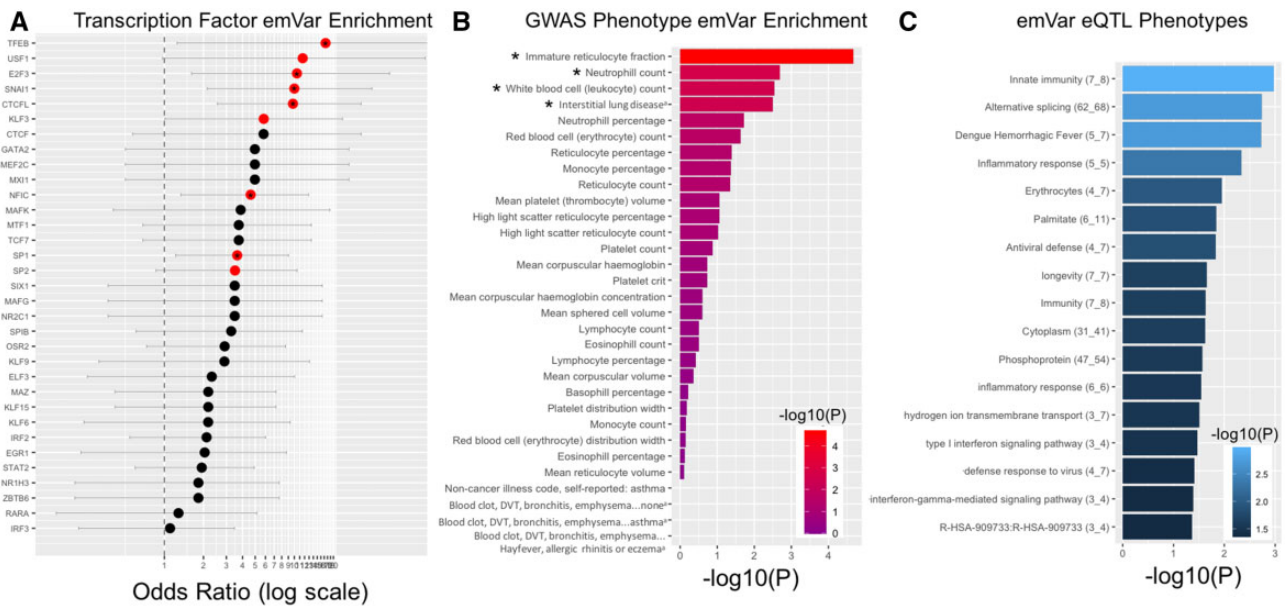 A
Transcription Factor emVar Enrichment
TFEB
USF1
E2F3
SNAI1
CTCFL
KLF3
CTCF
GATA2
MEF2C
MXI1
NFIC
MAFK
MTF1
TCF7
SP1
SP2
SIX1
MAFG
NR2C1
SPIB
OSR2
KLF9
ELF3
MAZ
KLF15
KLF6
IRF2
EGR1
STAT2
NR1H3
ZBTB6
RARA
IRF3
1 2 3 4 5 6 7 8 9
Odds Ratio (log scale)
B
GWAS Phenotype emVar Enrichment
* Immature reticulocyte fraction
* Neutrophill count
* White blood cell (leukocyte) count
* Interstitial lung diseaseª
Neutrophill percentage
Red blood cell (erythrocyte) count
Reticulocyte percentage
Monocyte percentage
Reticulocyte count
Mean platelet (thrombocyte) volume
High light scatter reticulocyte percentage
High light scatter reticulocyte count
Platelet count
Mean corpuscular haemoglobin
Platelet crit
Mean corpuscular haemoglobin concentration
Mean sphered cell volume
Lymphocyte count
Eosinophill count
Lymphocyte percentage
Mean corpuscular volume
Basophill percentage
Platelet distribution width
Monocyte count
Red blood cell (erythrocyte) distribution width
Eosinophill percentage
Mean reticulocyte volume
Non-cancer illness code, self-reported: asthma
Blood clot, DVT, bronchitis, emphysema...noneª
Blood clot, DVT, bronchitis, emphysema...asthmaª
Blood clot, DVT, bronchitis, emphysema...
Hayfever, allergic rhinitis or eczemaª
-log10(P)
4
3
2
1
0
0 1 2 3 4
-log10(P)
C
emVar eQTL Phenotypes
Innate immunity (7_8)
Alternative splicing (62_68)
Dengue Hemorrhagic Fever (5_7)
Inflammatory response (5_5)
Erythrocytes (4_7)
Palmitate (6_11)
Antiviral defense (4_7)
longevity (7_7)
Immunity (7_8)
Cytoplasm (31_41)
Phosphoprotein (47_54)
inflammatory response (6_6)
hydrogen ion transmembrane transport (3_7)
type I interferon signaling pathway (3_4)
defense response to virus (4_7)
-interferon-gamma-mediated signaling pathway (3_4)
R-HSA-909733:R-HSA-909733 (3_4)
-log10(P)
2.5
2.0
1.5
0 1 2 3
-log10(P)